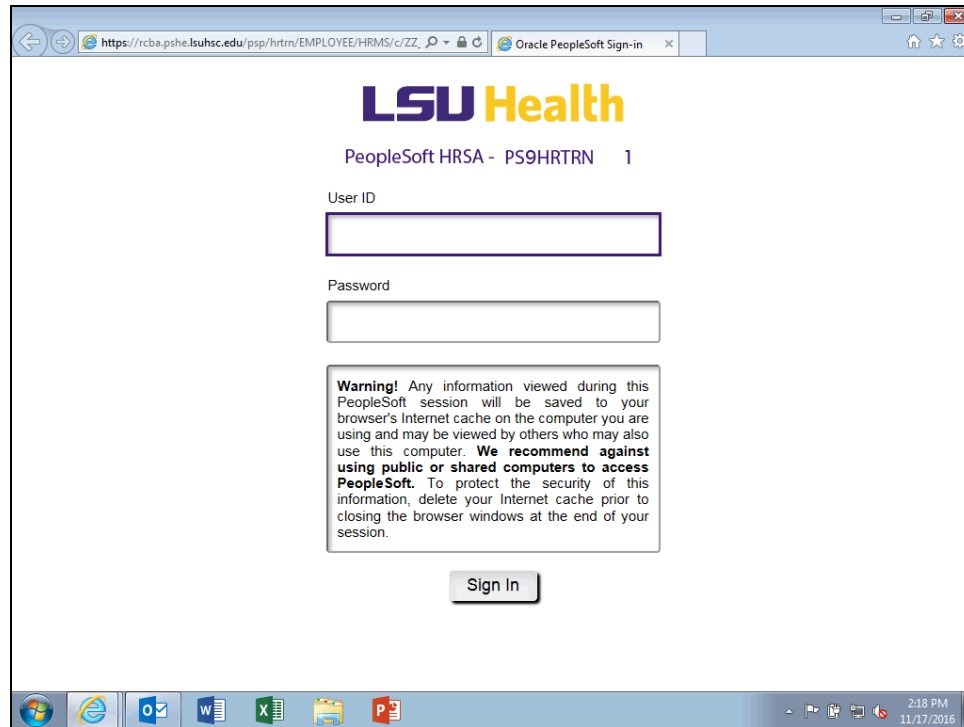 https://rcba.pshe.lsuhsc.edu/psp/hrtrn/EMPLOYEE/HRMS/c/ZZ_
Oracle PeopleSoft Sign-in
LSU Health
PeopleSoft HRSA - PS9HRTRN 1
User ID
Password
Warning! Any information viewed during this
PeopleSoft session will be saved to your
browser's Internet cache on the computer you are
using and may be viewed by others who may also
use this computer. We recommend against
using public or shared computers to access
PeopleSoft. To protect the security of this
information, delete your Internet cache prior to
closing the browser windows at the end of your
session.
Sign In
2:18 PM
11/17/2016